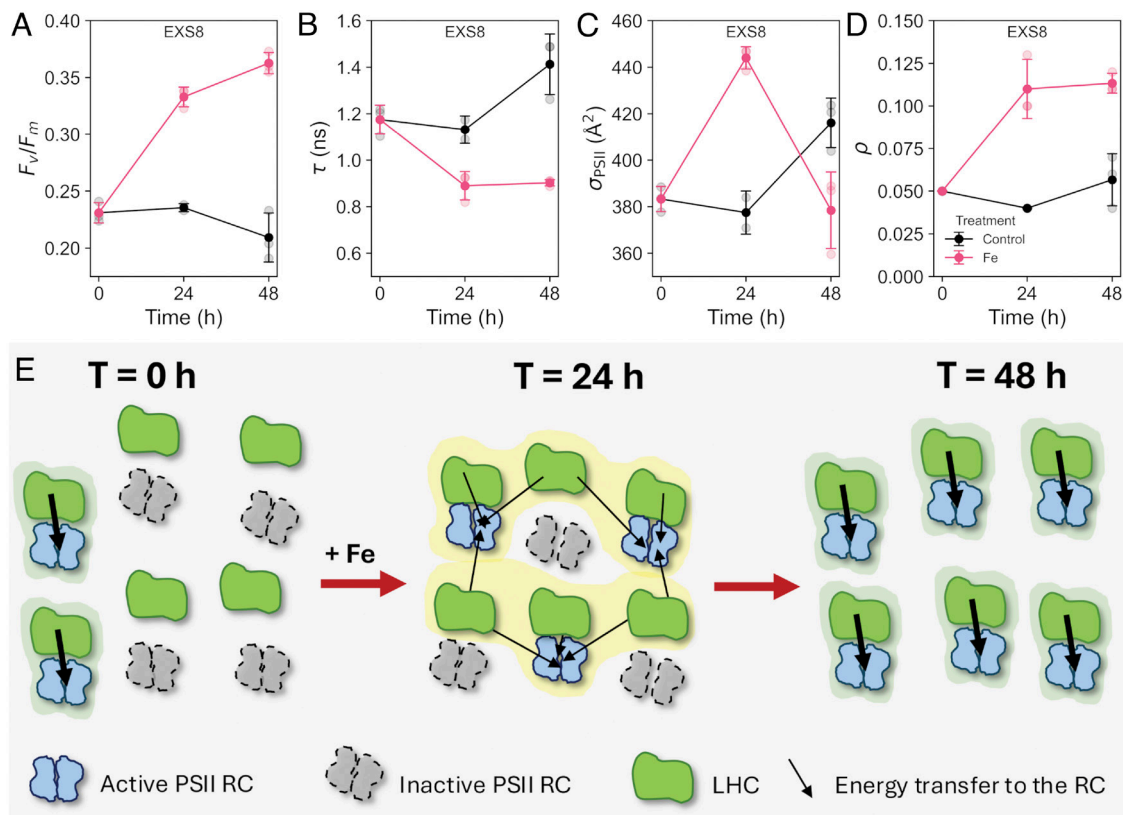 A
EXS8
Fv/Fm
0.40
0.35
0.30
0.25
0.20
0
24
48
Time (h)
B
EXS8
τ (ns)
1.6
1.4
1.2
1.0
0.8
0.6
0
24
48
Time (h)
C
EXS8
σPSII (Å²)
460
440
420
400
380
360
0
24
48
Time (h)
D
EXS8
ρ
0.150
0.125
0.100
0.075
0.050
0.025
0.000
Treatment
Control
Fe
0
24
48
Time (h)
E
T = 0 h
T = 24 h
T = 48 h
+ Fe
Active PSII RC
Inactive PSII RC
LHC
Energy transfer to the RC